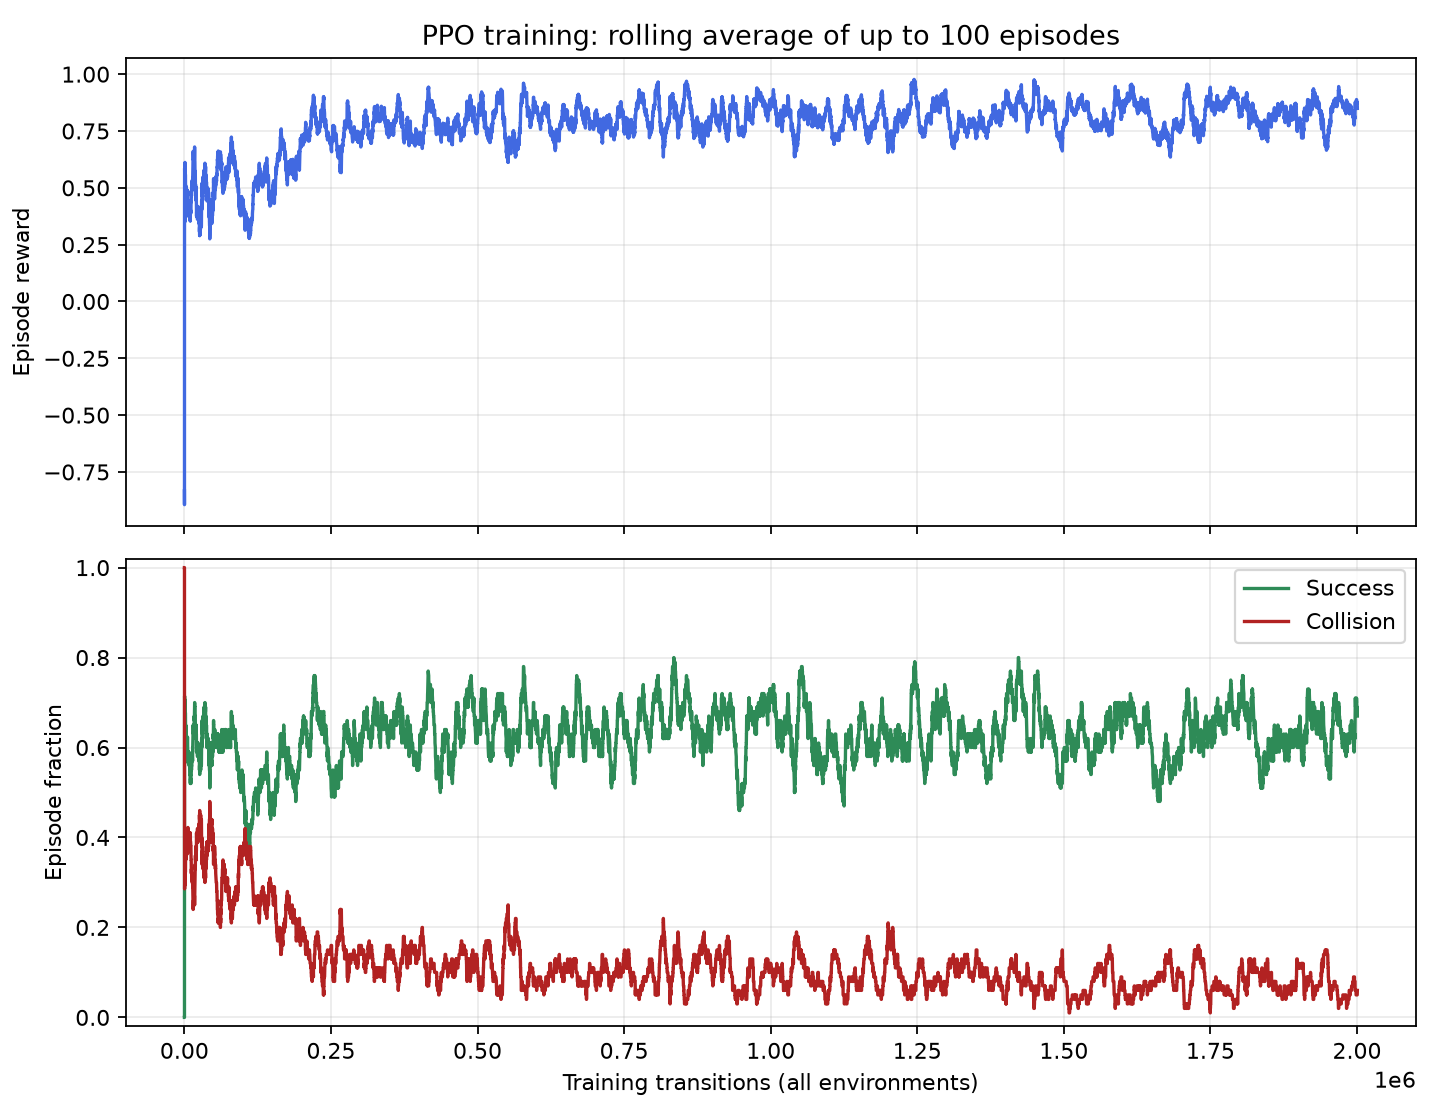 PPO training: rolling average of up to 100 episodes
1.00
0.75
0.50
0.25
0.00
−0.25
−0.50
−0.75
Episode reward
1.0
0.8
0.6
0.4
0.2
0.0
Episode fraction
Success
Collision
0.00 0.25 0.50 0.75 1.00 1.25 1.50 1.75 2.00
1e6
Training transitions (all environments)